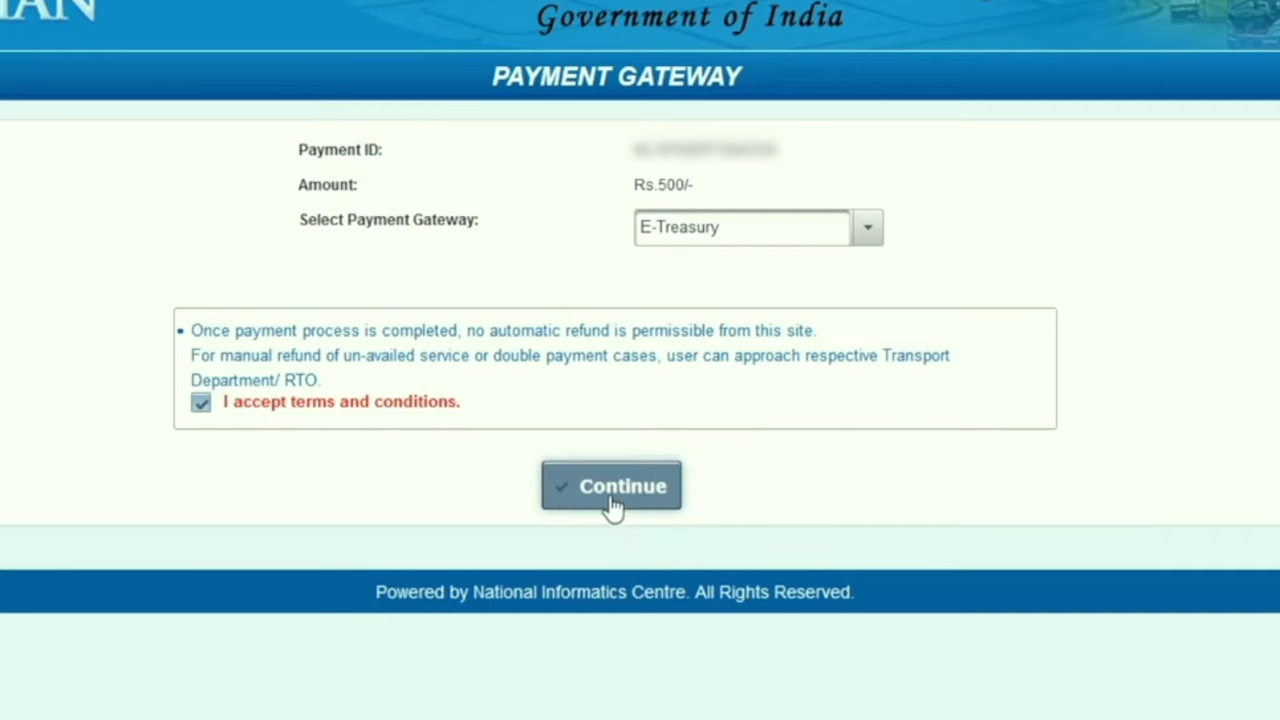 Government of India
PAYMENT GATEWAY
Payment ID:
Amount: Rs.500/-
Select Payment Gateway: E-Treasury
• Once payment process is completed, no automatic refund is permissible from this site.
For manual refund of un-availed service or double payment cases, user can approach respective Transport
Department/ RTO.
I accept terms and conditions.
Continue
Powered by National Informatics Centre. All Rights Reserved.